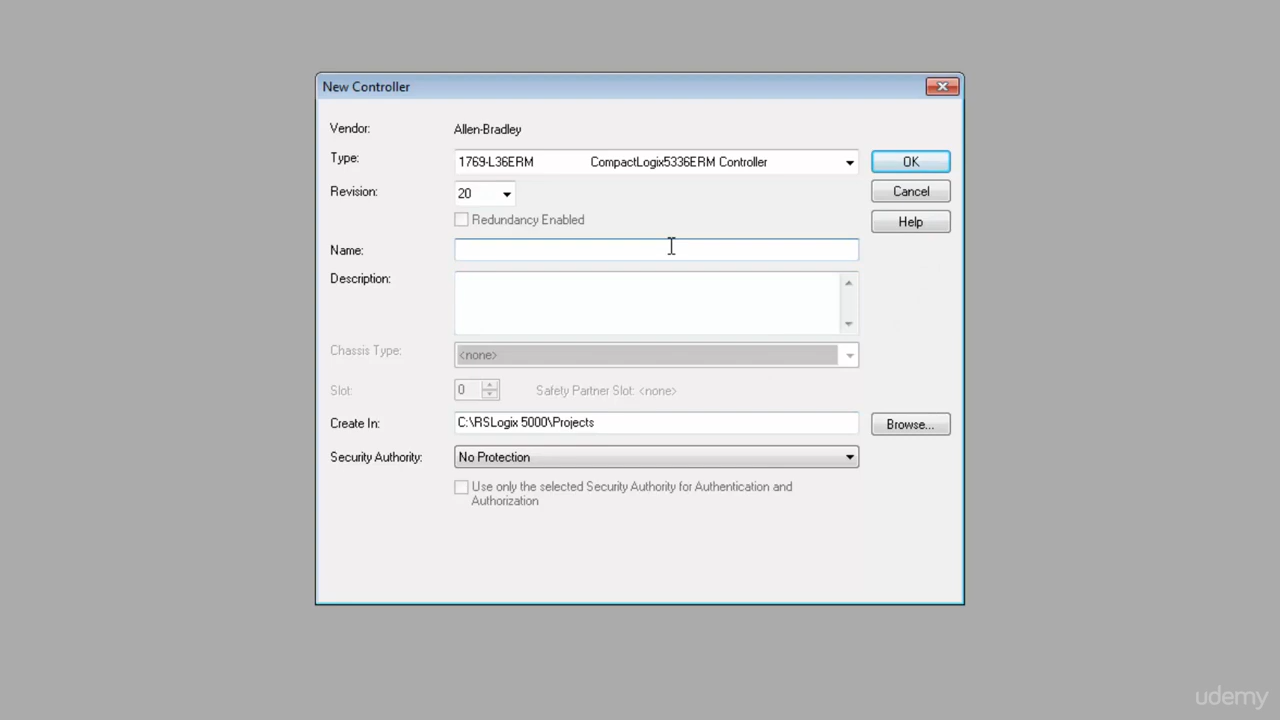 New Controller
Vendor: Allen-Bradley
Type: 1769-L36ERM CompactLogix5336ERM Controller OK
Revision: 20 Cancel
Redundancy Enabled Help
Name:
Description:
Chassis Type: <none>
Slot: 0 Safety Partner Slot: <none>
Create In: C:\RSLogix 5000\Projects Browse...
Security Authority: No Protection
Use only the selected Security Authority for Authentication and
Authorization
udemy